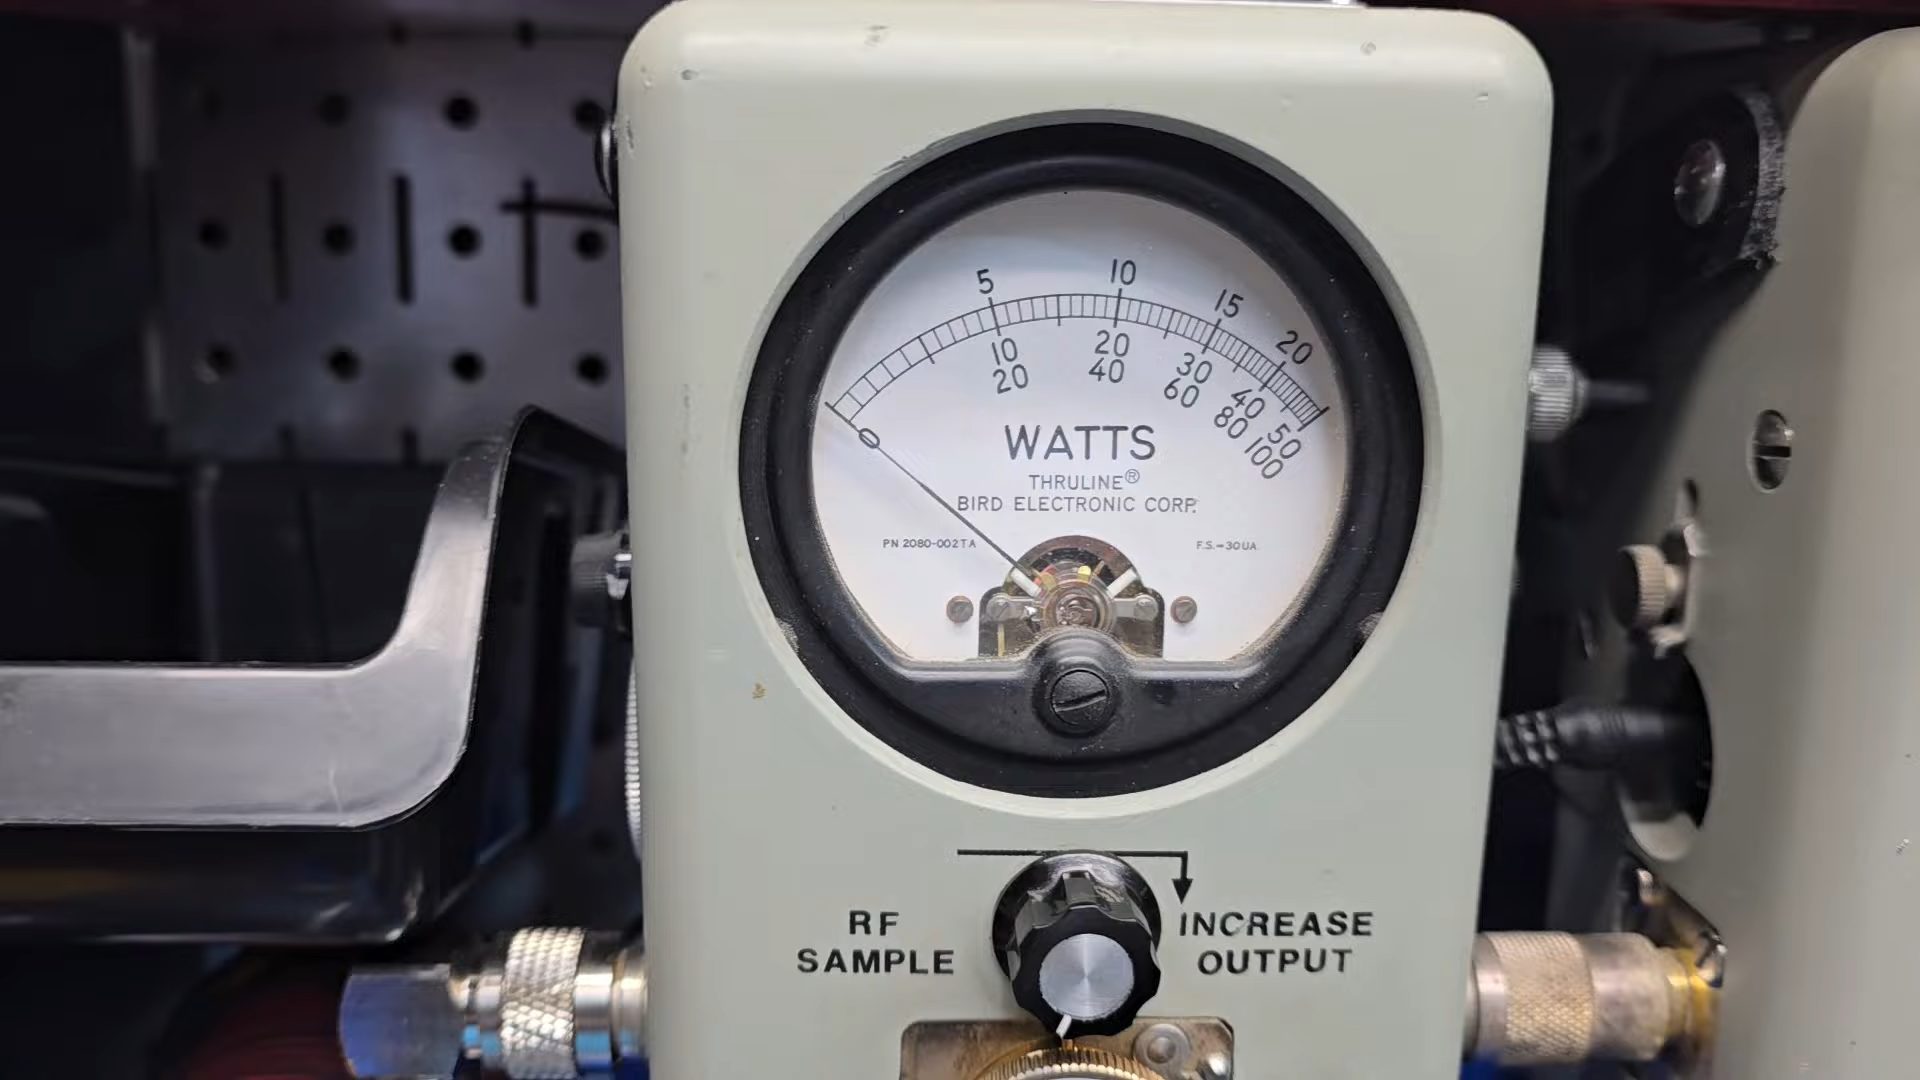 5 10 15 20
10 20 30 40 50
20 40 60 80 100
0
WATTS
THRULINE®
BIRD ELECTRONIC CORP.
PN 2080-002TA F.S.=30UA
RF INCREASE
SAMPLE OUTPUT